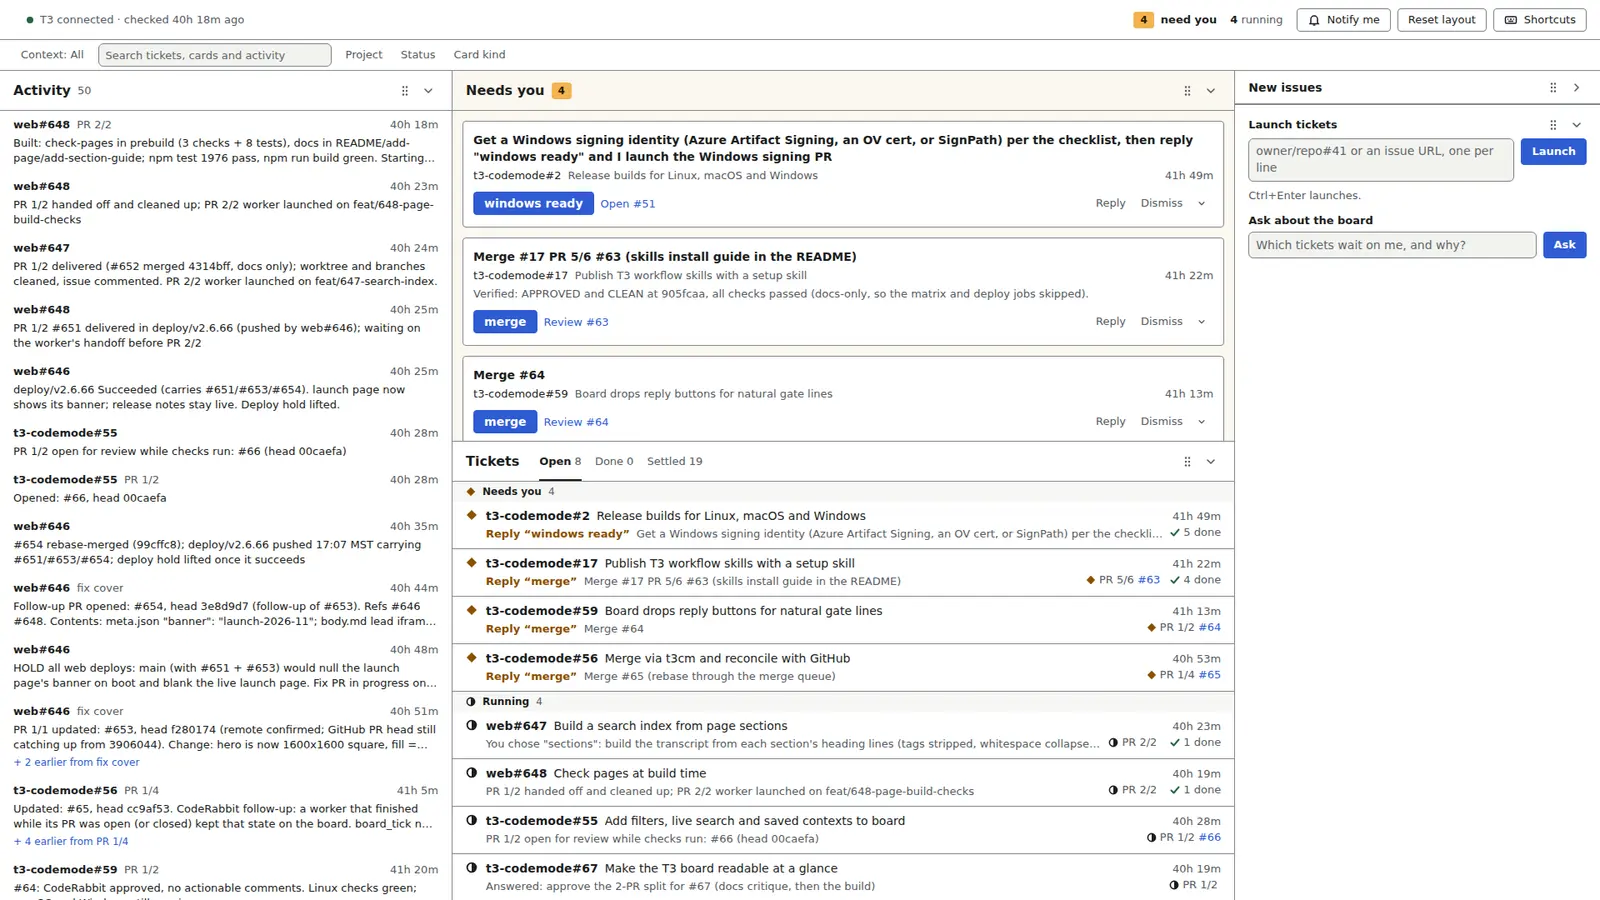 T3 connected · checked 40h 18m ago
4 need you 4 running Notify me Reset layout Shortcuts
Context: All Search tickets, cards and activity Project Status Card kind
Activity 50
web#648 PR 2/2 40h 18m
Built: check-pages in prebuild (3 checks + 8 tests), docs in README/add-
page/add-section-guide; npm test 1976 pass, npm run build green. Starting...
web#648 40h 23m
PR 1/2 handed off and cleaned up; PR 2/2 worker launched on feat/648-page-
build-checks
web#647 40h 24m
PR 1/2 delivered (#652 merged 4314bff, docs only); worktree and branches
cleaned, issue commented. PR 2/2 worker launched on feat/647-search-index.
web#648 40h 25m
PR 1/2 #651 delivered in deploy/v2.6.66 (pushed by web#646); waiting on
the worker's handoff before PR 2/2
web#646 40h 25m
deploy/v2.6.66 Succeeded (carries #651/#653/#654). launch page now
shows its banner; release notes stay live. Deploy hold lifted.
t3-codemode#55 40h 28m
PR 1/2 open for review while checks run: #66 (head 00caefa)
t3-codemode#55 PR 1/2 40h 28m
Opened: #66, head 00caefa
web#646 40h 35m
#654 rebase-merged (99cffc8); deploy/v2.6.66 pushed 17:07 MST carrying
#651/#653/#654; deploy hold lifted once it succeeds
web#646 fix cover 40h 44m
Follow-up PR opened: #654, head 3e8d9d7 (follow-up of #653). Refs #646
#648. Contents: meta.json "banner": "launch-2026-11"; body.md lead ifram...
web#646 40h 48m
HOLD all web deploys: main (with #651 + #653) would null the launch
page's banner on boot and blank the live launch page. Fix PR in progress on...
web#646 fix cover 40h 51m
PR 1/1 updated: #653, head f280174 (remote confirmed; GitHub PR head still
catching up from 3906044). Change: hero is now 1600x1600 square, fill =...
+ 2 earlier from fix cover
t3-codemode#56 PR 1/4 41h 5m
Updated: #65, head cc9af53. CodeRabbit follow-up: a worker that finished
while its PR was open (or closed) kept that state on the board. board_tick n...
+ 4 earlier from PR 1/4
t3-codemode#59 PR 1/2 41h 20m
#64: CodeRabbit approved, no actionable comments. Linux checks green;
Needs you 4
Get a Windows signing identity (Azure Artifact Signing, an OV cert, or SignPath) per the checklist, then reply
"windows ready" and I launch the Windows signing PR
t3-codemode#2 Release builds for Linux, macOS and Windows 41h 49m
windows ready Open #51 Reply Dismiss
Merge #17 PR 5/6 #63 (skills install guide in the README)
t3-codemode#17 Publish T3 workflow skills with a setup skill 41h 22m
Verified: APPROVED and CLEAN at 905fcaa, all checks passed (docs-only, so the matrix and deploy jobs skipped).
merge Review #63 Reply Dismiss
Merge #64
t3-codemode#59 Board drops reply buttons for natural gate lines 41h 13m
merge Review #64 Reply Dismiss
Tickets Open 8 Done 0 Settled 19
Needs you 4
t3-codemode#2 Release builds for Linux, macOS and Windows 41h 49m
Reply “windows ready” Get a Windows signing identity (Azure Artifact Signing, an OV cert, or SignPath) per the checkli... 5 done
t3-codemode#17 Publish T3 workflow skills with a setup skill 41h 22m
Reply “merge” Merge #17 PR 5/6 #63 (skills install guide in the README) PR 5/6 #63 4 done
t3-codemode#59 Board drops reply buttons for natural gate lines 41h 13m
Reply “merge” Merge #64 PR 1/2 #64
t3-codemode#56 Merge via t3cm and reconcile with GitHub 40h 53m
Reply “merge” Merge #65 (rebase through the merge queue) PR 1/4 #65
Running 4
web#647 Build a search index from page sections 40h 23m
You chose "sections": build the transcript from each section's heading lines (tags stripped, whitespace collapse... PR 2/2 1 done
web#648 Check pages at build time 40h 19m
PR 1/2 handed off and cleaned up; PR 2/2 worker launched on feat/648-page-build-checks PR 2/2 1 done
t3-codemode#55 Add filters, live search and saved contexts to board 40h 28m
PR 1/2 open for review while checks run: #66 (head 00caefa) PR 1/2 #66
t3-codemode#67 Make the T3 board readable at a glance 40h 19m
Answered: approve the 2-PR split for #67 (docs critique, then the build) PR 1/2
New issues
Launch tickets
owner/repo#41 or an issue URL, one per
line
Launch
Ctrl+Enter launches.
Ask about the board
Which tickets wait on me, and why? Ask